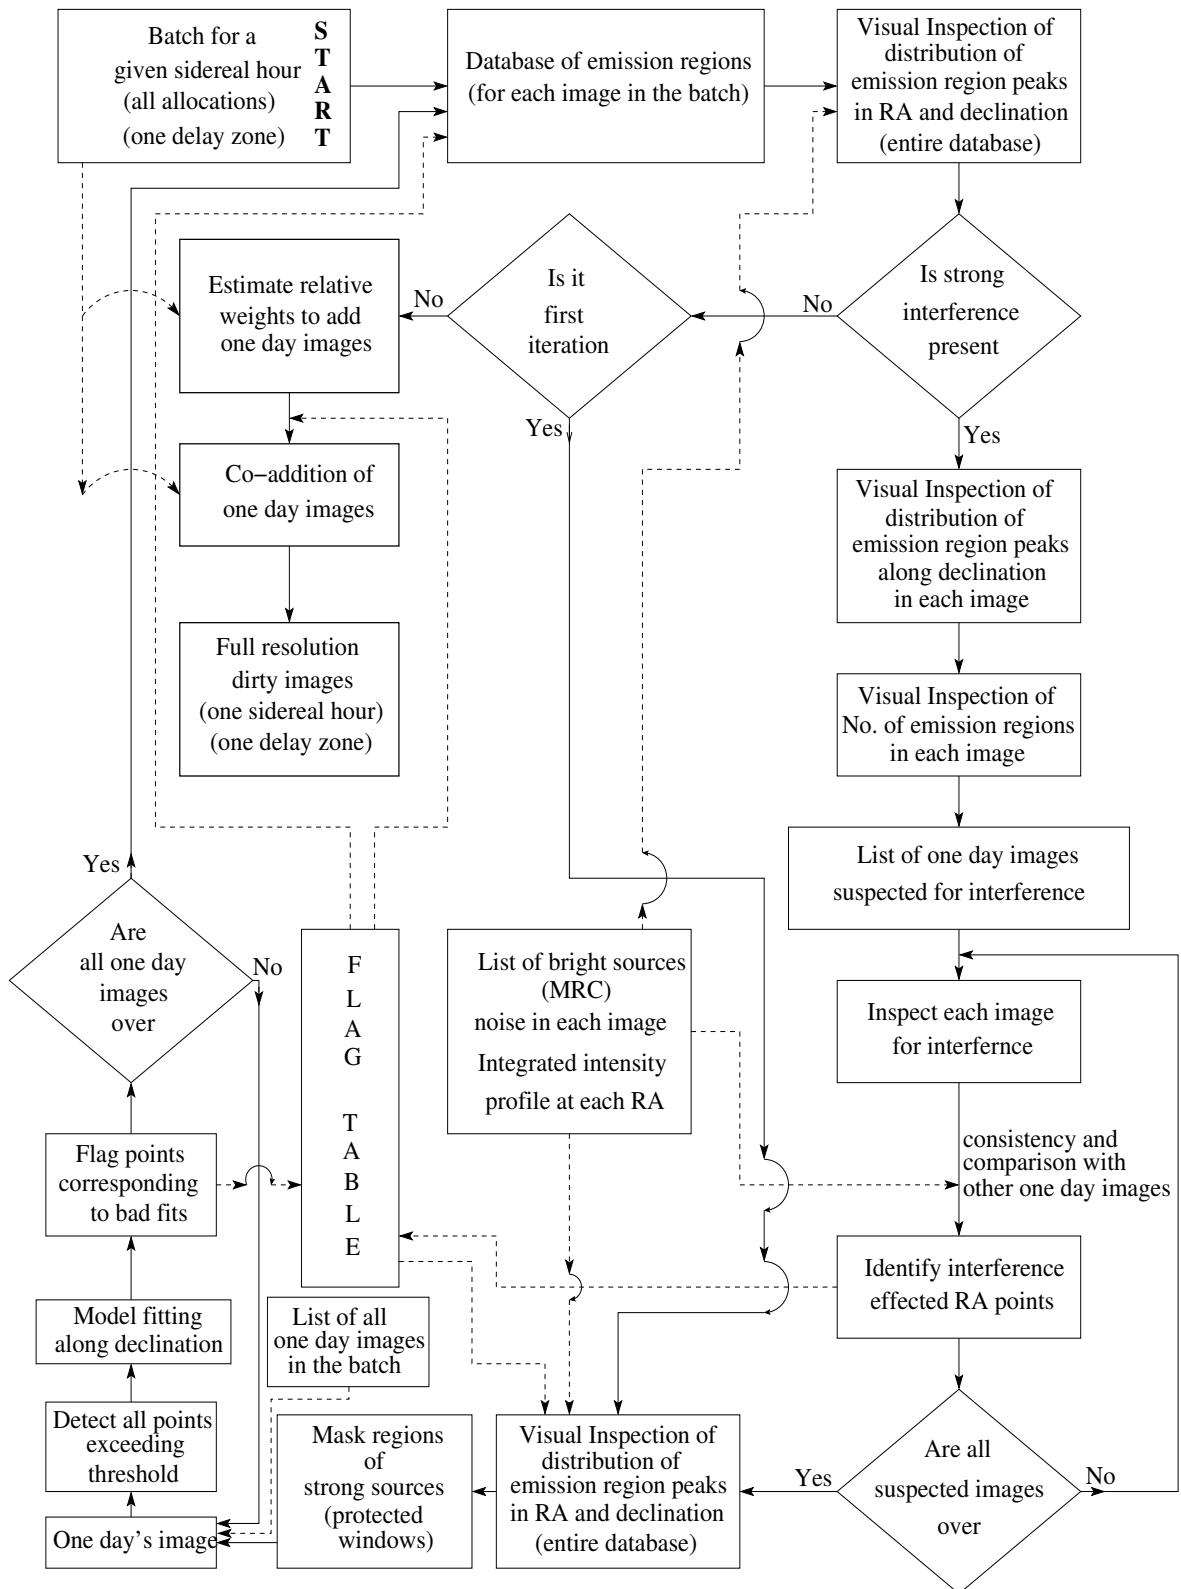 Batch for a
given sidereal hour
(all allocations)
(one delay zone)
S
T
A
R
T
Database of emission regions
(for each image in the batch)
Visual Inspection of
distribution of
emission region peaks
in RA and declination
(entire database)
Is strong
interference
present
No
Yes
Is it
first
iteration
No
Yes
Estimate relative
weights to add
one day images
Co-addition of
one day images
Full resolution
dirty images
(one sidereal hour)
(one delay zone)
Visual Inspection of
distribution of
emission region peaks
along declination
in each image
Visual Inspection of
No. of emission regions
in each image
List of one day images
suspected for interference
Inspect each image
for interfernce
consistency and
comparison with
other one day images
Identify interference
effected RA points
Are all
suspected images
over
Yes
No
List of bright sources
(MRC)
noise in each image
Integrated intensity
profile at each RA
F
L
A
G
T
A
B
L
E
Yes
Are
all one day
images
over
No
Flag points
corresponding
to bad fits
Model fitting
along declination
Detect all points
exceeding
threshold
One day's image
List of all
one day images
in the batch
Mask regions
of
strong sources
(protected
windows)
Visual Inspection of
distribution of
emission region peaks
in RA and declination
(entire database)